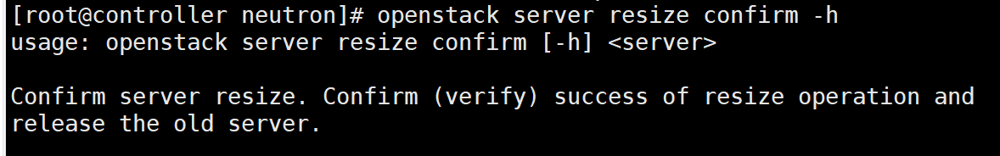 [root@controller neutron]# openstack server resize confirm -h
usage: openstack server resize confirm [-h] <server>
Confirm server resize. Confirm (verify) success of resize operation and
release the old server.